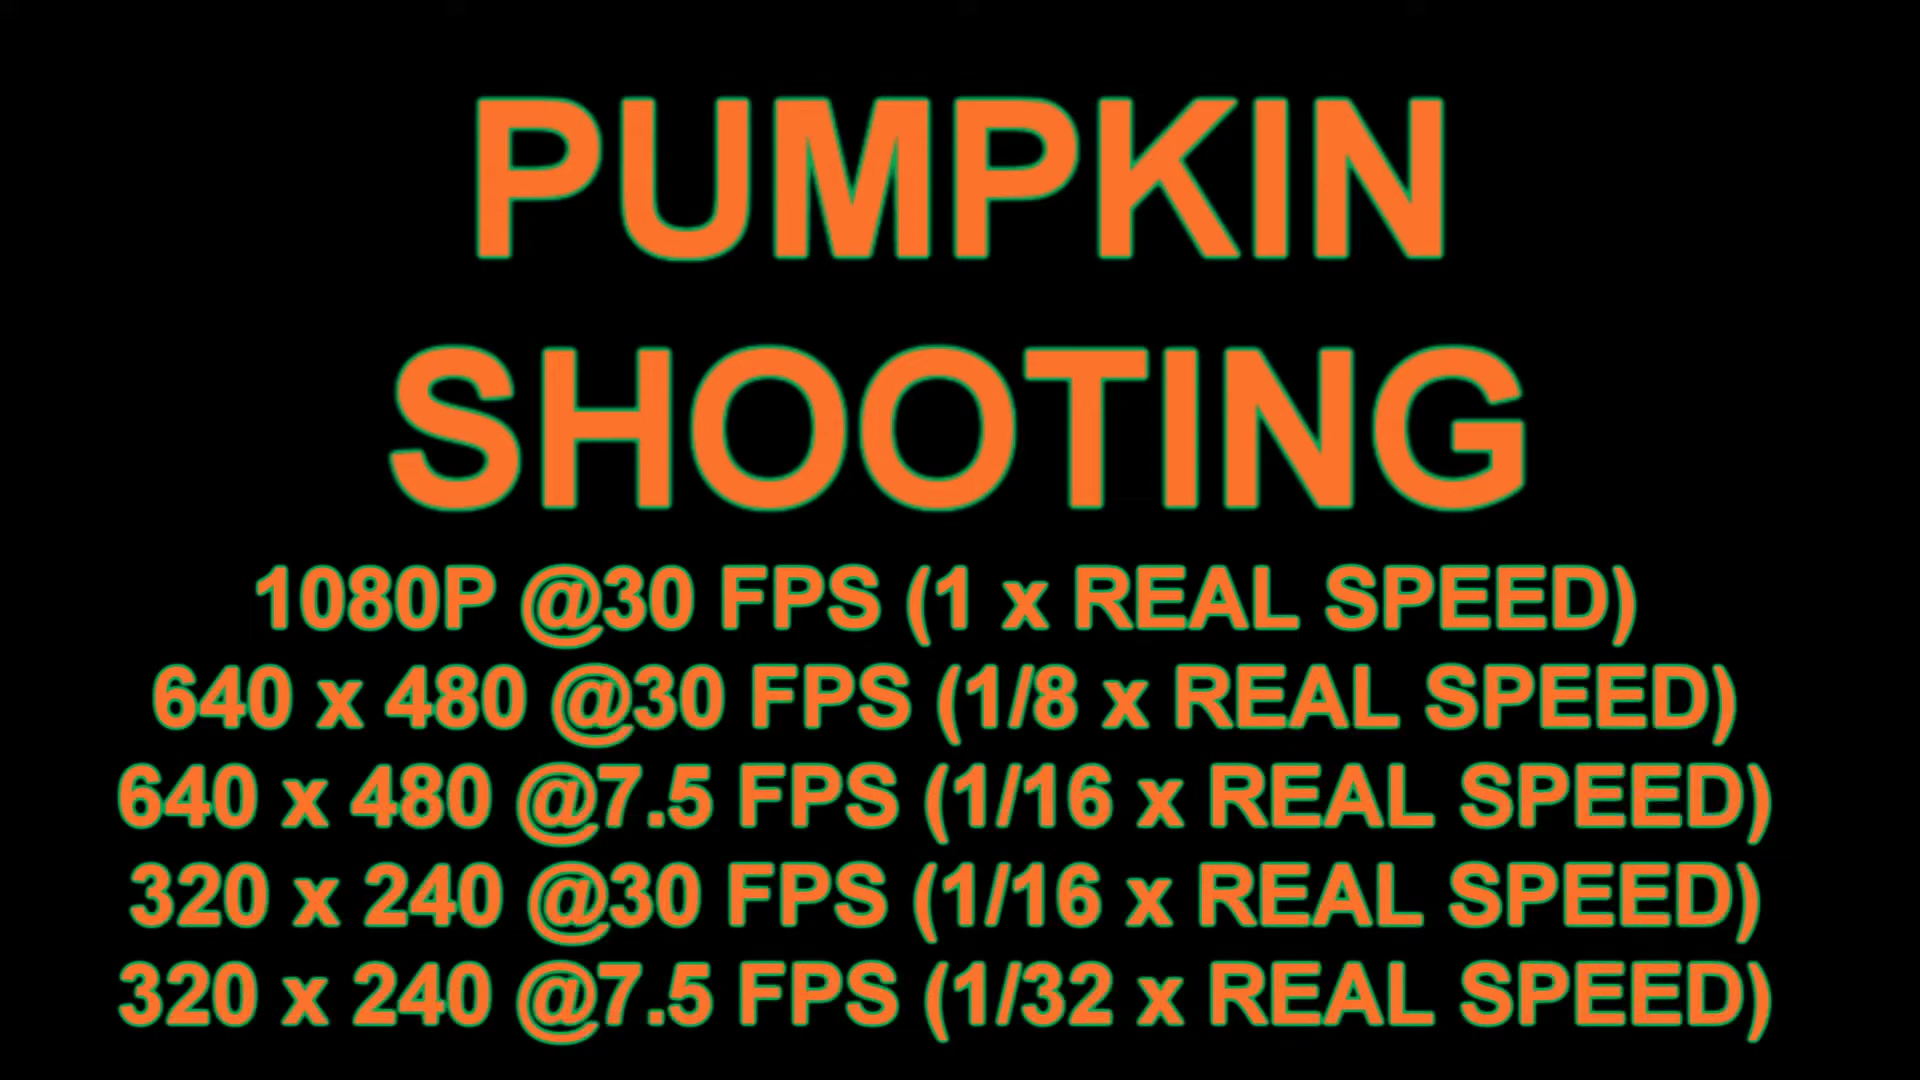 PUMPKIN
SHOOTING
1080P @30 FPS (1 x REAL SPEED)
640 x 480 @30 FPS (1/8 x REAL SPEED)
640 x 480 @7.5 FPS (1/16 x REAL SPEED)
320 x 240 @30 FPS (1/16 x REAL SPEED)
320 x 240 @7.5 FPS (1/32 x REAL SPEED)